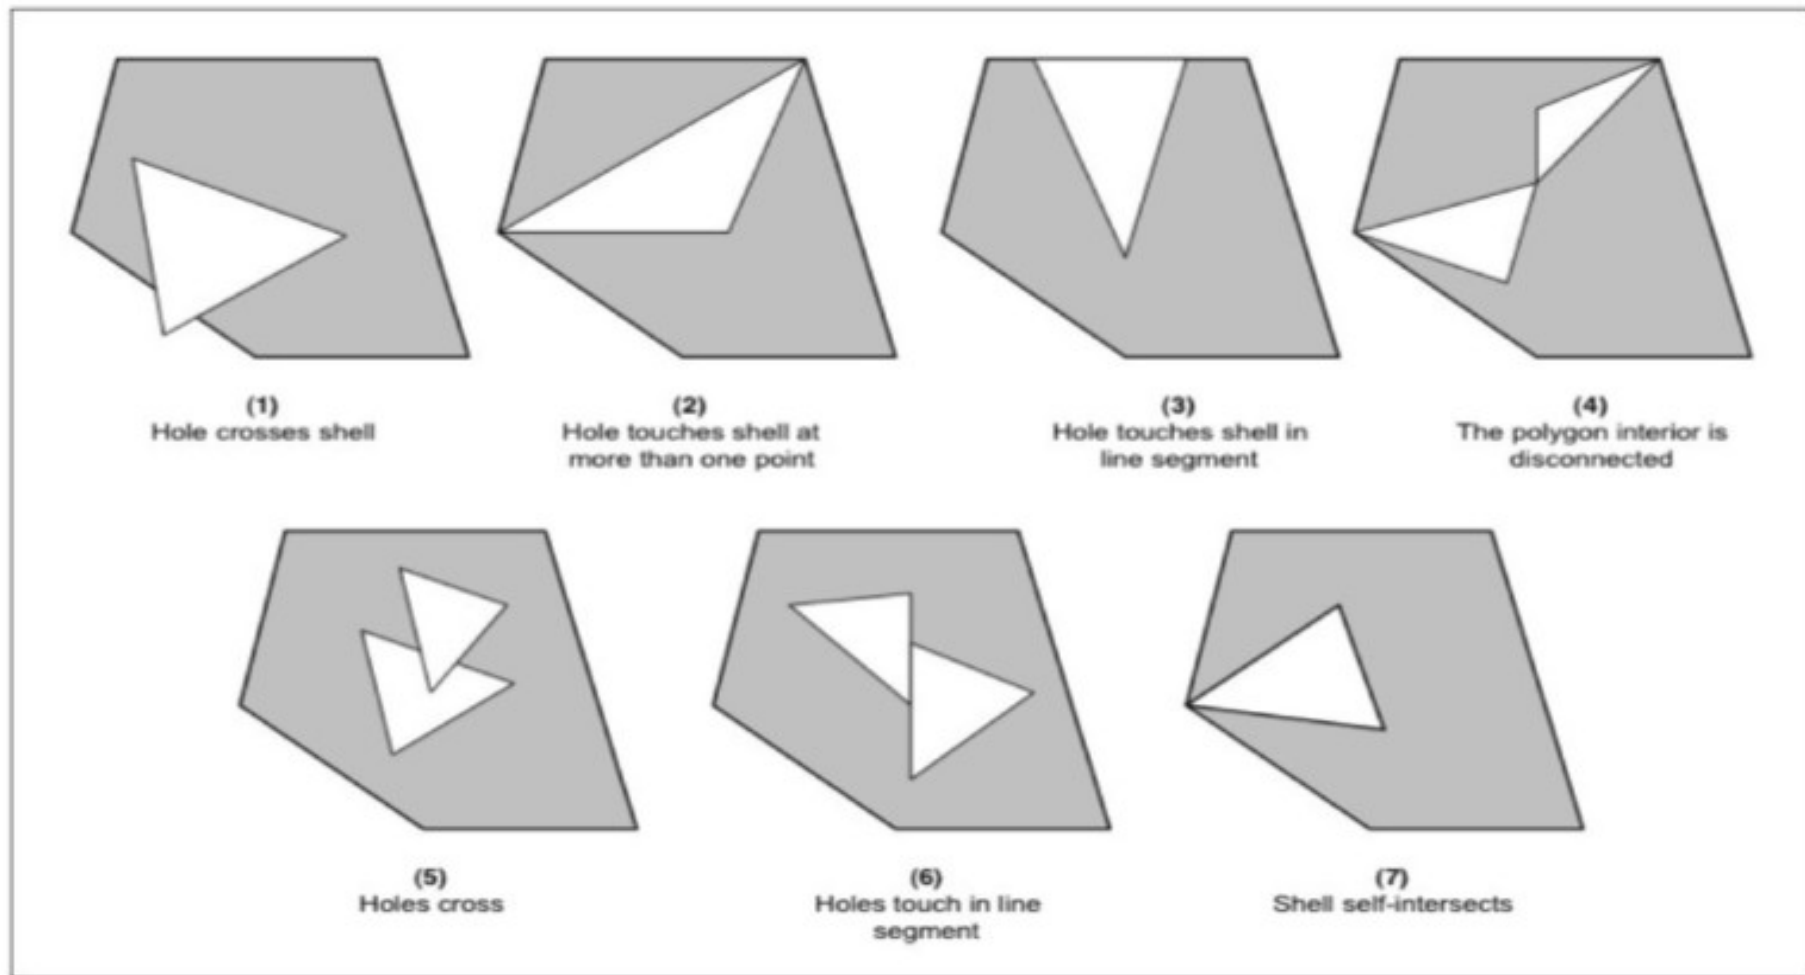 (1)
Hole crosses shell
(2)
Hole touches shell at
more than one point
(3)
Hole touches shell in
line segment
(4)
The polygon interior is
disconnected
(5)
Holes cross
(6)
Holes touch in line
segment
(7)
Shell self-intersects